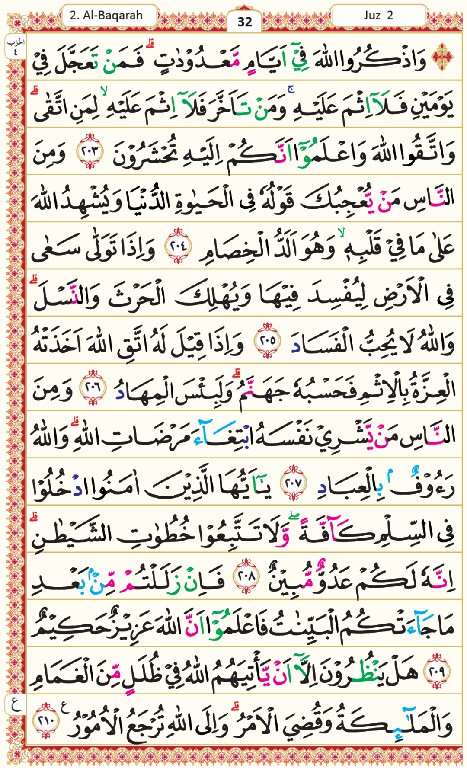 2. Al-Baqarah
32
Juz 2
الحزب
٤
وَاذْكُرُوا اللّٰهَ فِيْٓ اَيَّامٍ مَّعْدُوْدٰتٍ ۗ فَمَنْ تَعَجَّلَ فِيْ
يَوْمَيْنِ فَلَآ اِثْمَ عَلَيْهِ ۚ وَمَنْ تَاَخَّرَ فَلَآ اِثْمَ عَلَيْهِ ۙ لِمَنِ اتَّقٰى ۗ
وَاتَّقُوا اللّٰهَ وَاعْلَمُوْٓا اَنَّكُمْ اِلَيْهِ تُحْشَرُوْنَ ٢٠٣ وَمِنَ
النَّاسِ مَنْ يُّعْجِبُكَ قَوْلُهٗ فِى الْحَيٰوةِ الدُّنْيَا وَيُشْهِدُ اللّٰهَ
عَلٰى مَا فِيْ قَلْبِهٖ ۙ وَهُوَ اَلَدُّ الْخِصَامِ ٢٠٤ وَاِذَا تَوَلّٰى سَعٰى
فِى الْاَرْضِ لِيُفْسِدَ فِيْهَا وَيُهْلِكَ الْحَرْثَ وَالنَّسْلَ ۗ
وَاللّٰهُ لَا يُحِبُّ الْفَسَادَ ٢٠٥ وَاِذَا قِيْلَ لَهُ اتَّقِ اللّٰهَ اَخَذَتْهُ
الْعِزَّةُ بِالْاِثْمِ فَحَسْبُهٗ جَهَنَّمُ ۗ وَلَبِئْسَ الْمِهَادُ ٢٠٦ وَمِنَ
النَّاسِ مَنْ يَّشْرِيْ نَفْسَهُ ابْتِغَاۤءَ مَرْضَاتِ اللّٰهِ ۗ وَاللّٰهُ
رَءُوْفٌۢ بِالْعِبَادِ ٢٠٧ يٰٓاَيُّهَا الَّذِيْنَ اٰمَنُوا ادْخُلُوْا
فِى السِّلْمِ كَاۤفَّةً ۖ وَّلَا تَتَّبِعُوْا خُطُوٰتِ الشَّيْطٰنِ ۗ
اِنَّهٗ لَكُمْ عَدُوٌّ مُّبِيْنٌ ٢٠٨ فَاِنْ زَلَلْتُمْ مِّنْۢ بَعْدِ
مَا جَاۤءَتْكُمُ الْبَيِّنٰتُ فَاعْلَمُوْٓا اَنَّ اللّٰهَ عَزِيْزٌ حَكِيْمٌ
٢٠٩ هَلْ يَنْظُرُوْنَ اِلَّآ اَنْ يَّأْتِيَهُمُ اللّٰهُ فِيْ ظُلَلٍ مِّنَ الْغَمَامِ
وَالْمَلٰۤىِٕكَةُ وَقُضِيَ الْاَمْرُ ۗ وَاِلَى اللّٰهِ تُرْجَعُ الْاُمُوْرُ ࣖ ٢١٠
ع